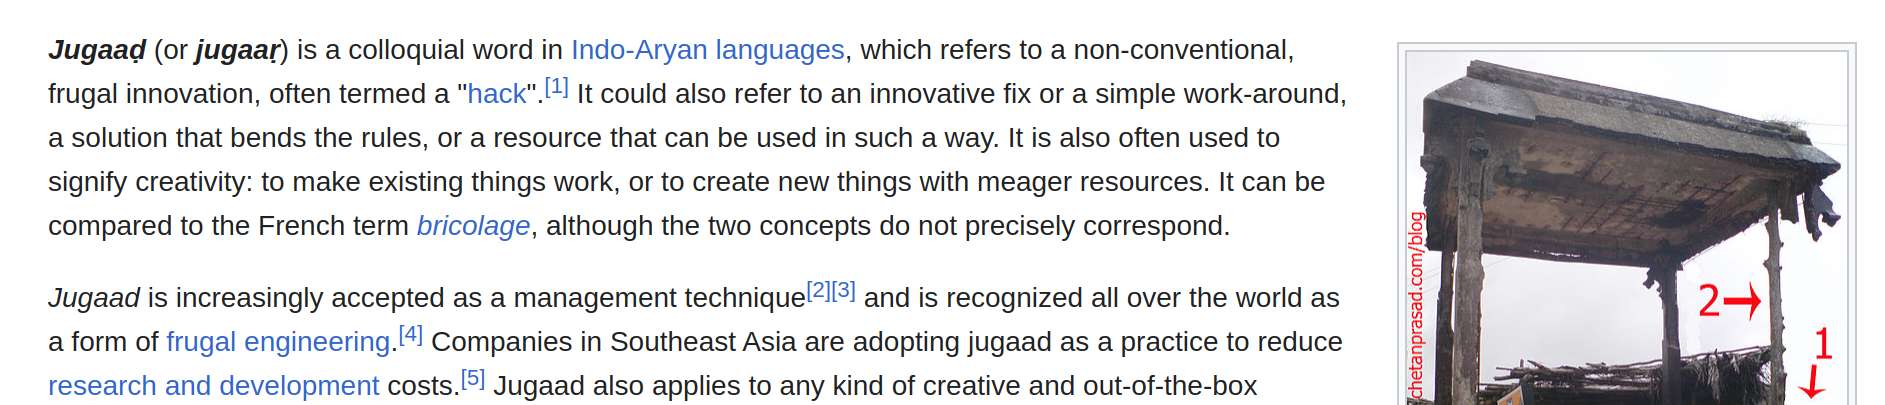 Jugaaḍ (or jugaaṛ) is a colloquial word in Indo-Aryan languages, which refers to a non-conventional,
frugal innovation, often termed a "hack".[1] It could also refer to an innovative fix or a simple work-around,
a solution that bends the rules, or a resource that can be used in such a way. It is also often used to
signify creativity: to make existing things work, or to create new things with meager resources. It can be
compared to the French term bricolage, although the two concepts do not precisely correspond.
Jugaad is increasingly accepted as a management technique[2][3] and is recognized all over the world as
a form of frugal engineering.[4] Companies in Southeast Asia are adopting jugaad as a practice to reduce
research and development costs.[5] Jugaad also applies to any kind of creative and out-of-the-box
chetanprasad.com/blog
2
1